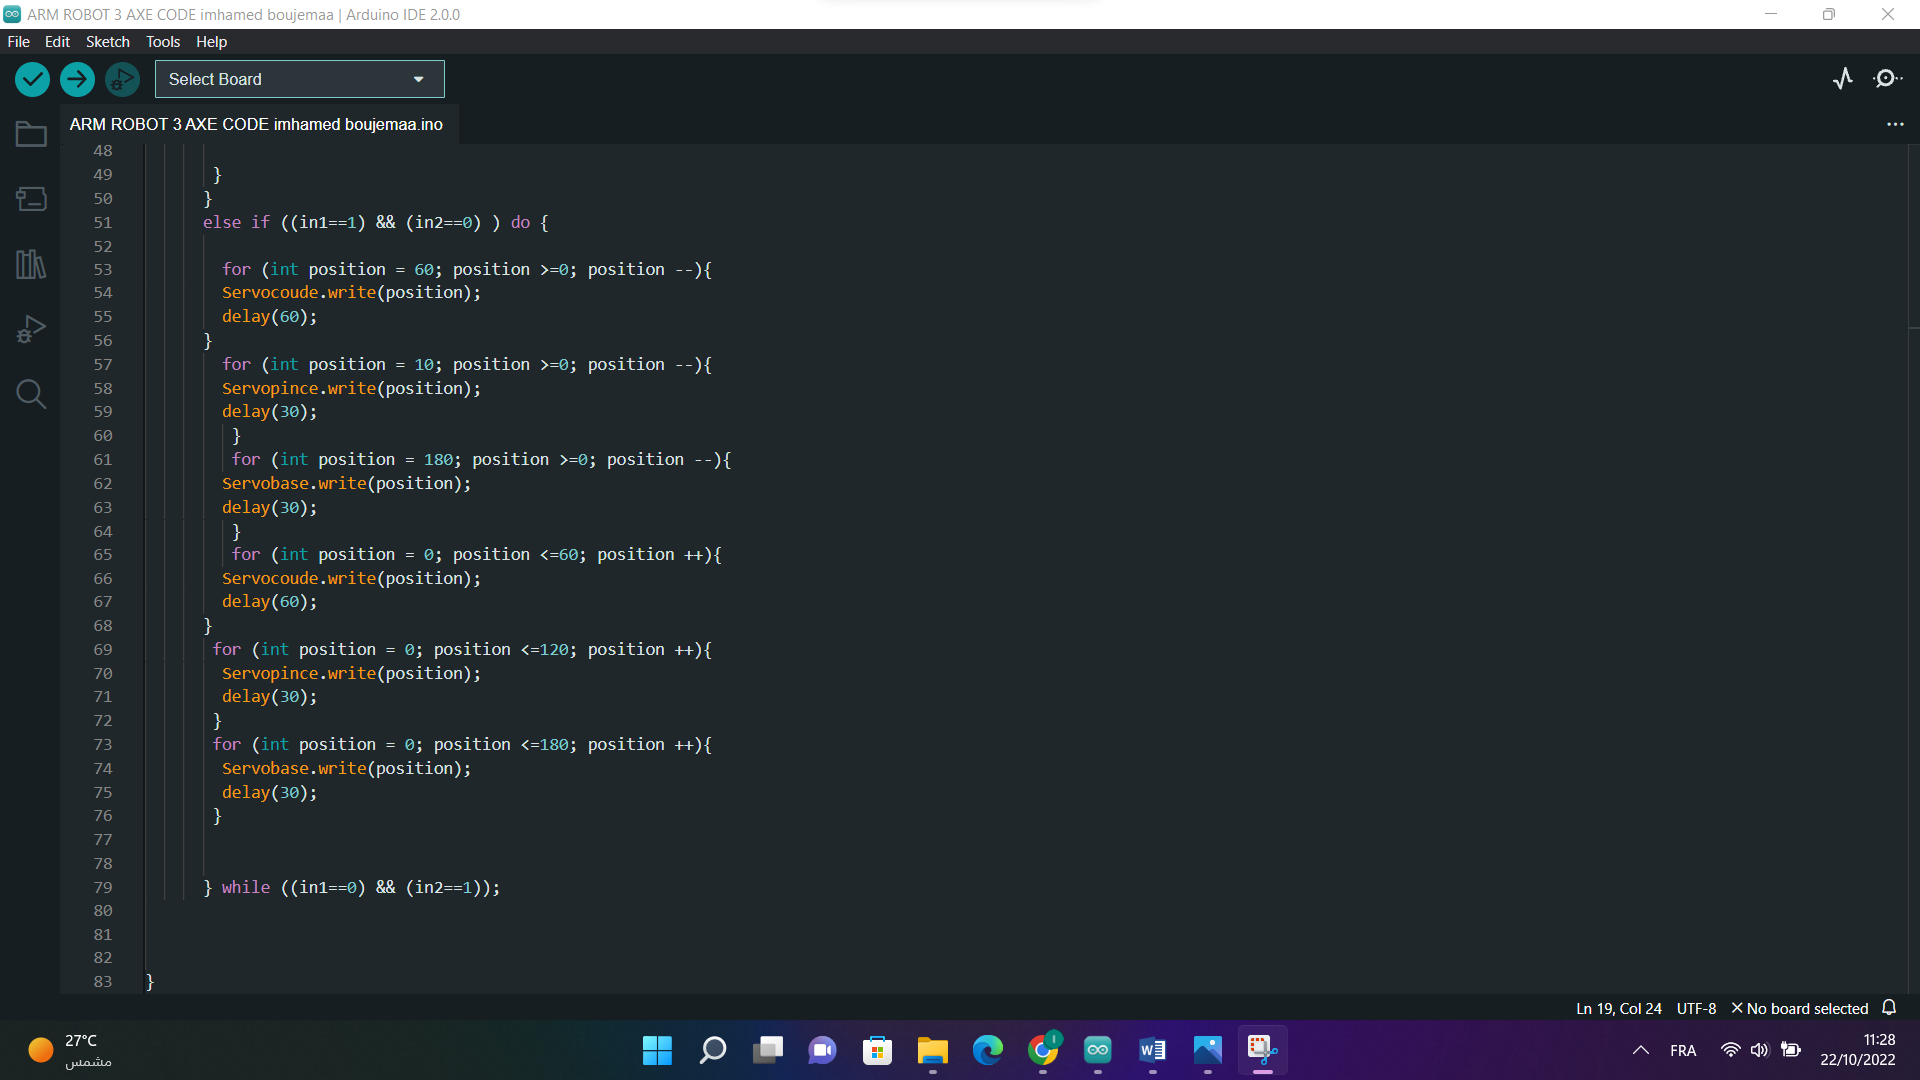 ARM ROBOT 3 AXE CODE imhamed boujemaa | Arduino IDE 2.0.0
File Edit Sketch Tools Help
Select Board
ARM ROBOT 3 AXE CODE imhamed boujemaa.ino
48
49 }
50 }
51 else if ((in1==1) && (in2==0) ) do {
52
53 for (int position = 60; position >=0; position --){
54 Servocoude.write(position);
55 delay(60);
56 }
57 for (int position = 10; position >=0; position --){
58 Servopince.write(position);
59 delay(30);
60 }
61 for (int position = 180; position >=0; position --){
62 Servobase.write(position);
63 delay(30);
64 }
65 for (int position = 0; position <=60; position ++){
66 Servocoude.write(position);
67 delay(60);
68 }
69 for (int position = 0; position <=120; position ++){
70 Servopince.write(position);
71 delay(30);
72 }
73 for (int position = 0; position <=180; position ++){
74 Servobase.write(position);
75 delay(30);
76 }
77
78
79 } while ((in1==0) && (in2==1));
80
81
82
83 }
Ln 19, Col 24 UTF-8 No board selected
27°C
مشمس
FRA
11:28
22/10/2022